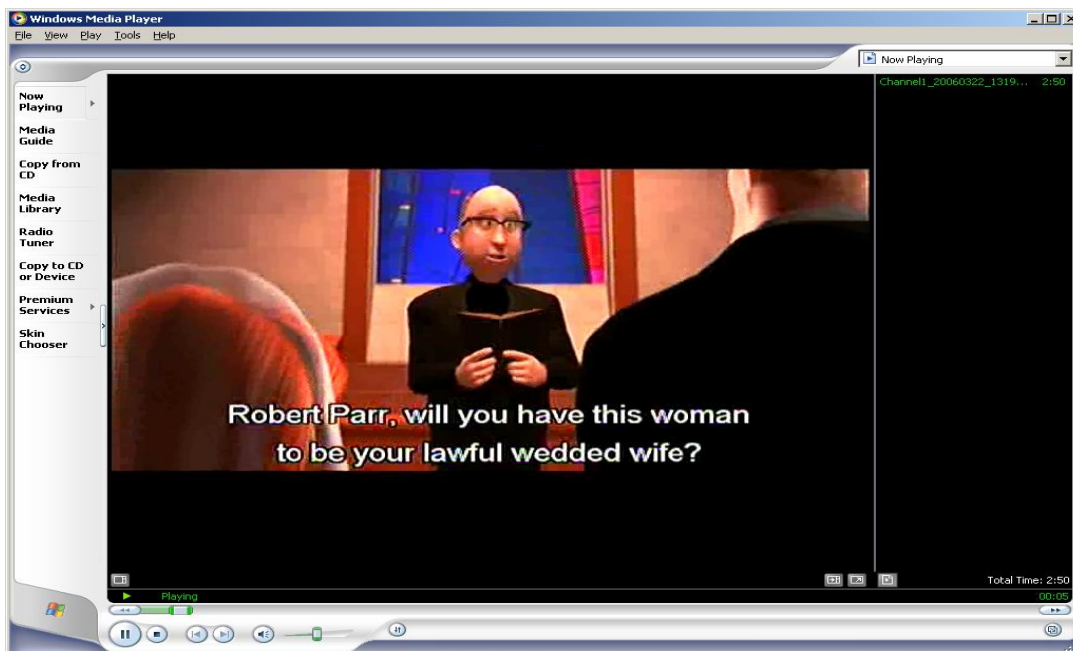 Windows Media Player
File View Play Tools Help
Now Playing
Now
Playing
Media
Guide
Copy from
CD
Media
Library
Radio
Tuner
Copy to CD
or Device
Premium
Services
Skin
Chooser
Channel1_20060322_1319... 2:50
Robert Parr, will you have this woman
to be your lawful wedded wife?
Total Time: 2:50
Playing
00:05